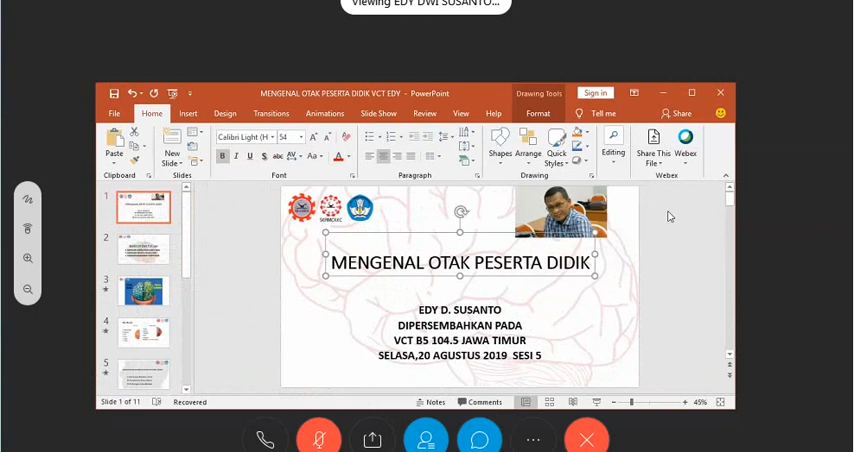 Viewing EDY DWI SUSANTO...
MENGENAL OTAK PESERTA DIDIK VCT EDY - PowerPoint
Drawing Tools
Sign in
File Home Insert Design Transitions Animations Slide Show Review View Help Format Tell me Share
Calibri Light (H 54
Paste
New
Slide
Shapes Arrange Quick
Styles
Editing
Share This
File
Webex
Clipboard Font Paragraph Drawing Webex
Slides
1
2
3
4
5
SEAMOLEC
MENGENAL OTAK PESERTA DIDIK
EDY D. SUSANTO
DIPERSEMBAHKAN PADA
VCT B5 104.5 JAWA TIMUR
SELASA,20 AGUSTUS 2019 SESI 5
Slide 1 of 11 Recovered Notes Comments 45%